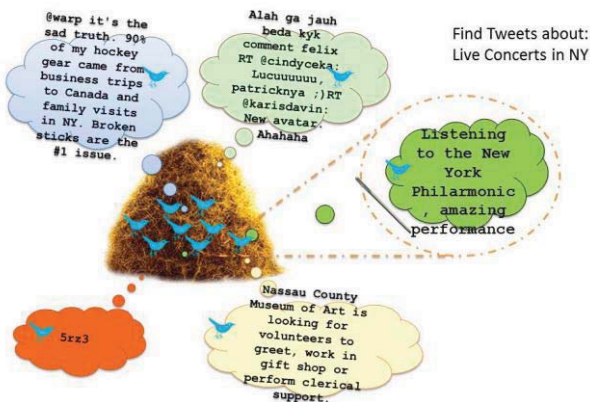 @warp it's the
sad truth. 90%
of my hockey
gear came from
business trips
to Canada and
family visits
in NY. Broken
sticks are the
#1 issue.
Alah ga jauh
beda kyk
comment felix
RT @cindyceka:
Lucuuuuuu,
patricknya ;)RT
@karisdavin:
New avatar.
Ahahaha
Find Tweets about:
Live Concerts in NY
Listening
to the New
York
Philarmonic
, amazing
performance
5rz3
Nassau County
Museum of Art is
looking for
volunteers to
greet, work in
gift shop or
perform clerical
support.